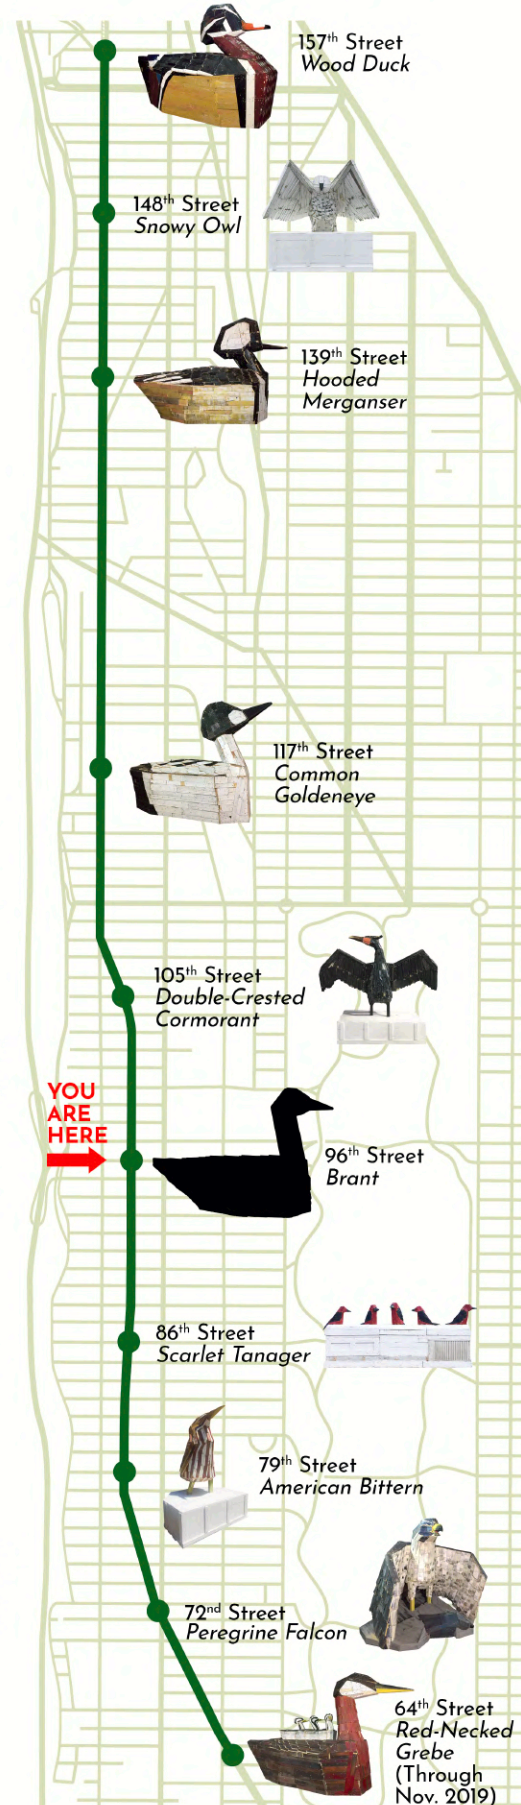 157th Street
Wood Duck
148th Street
Snowy Owl
139th Street
Hooded
Merganser
117th Street
Common
Goldeneye
105th Street
Double-Crested
Cormorant
YOU
ARE
HERE
96th Street
Brant
86th Street
Scarlet Tanager
79th Street
American Bittern
72nd Street
Peregrine Falcon
64th Street
Red-Necked
Grebe
(Through
Nov. 2019)